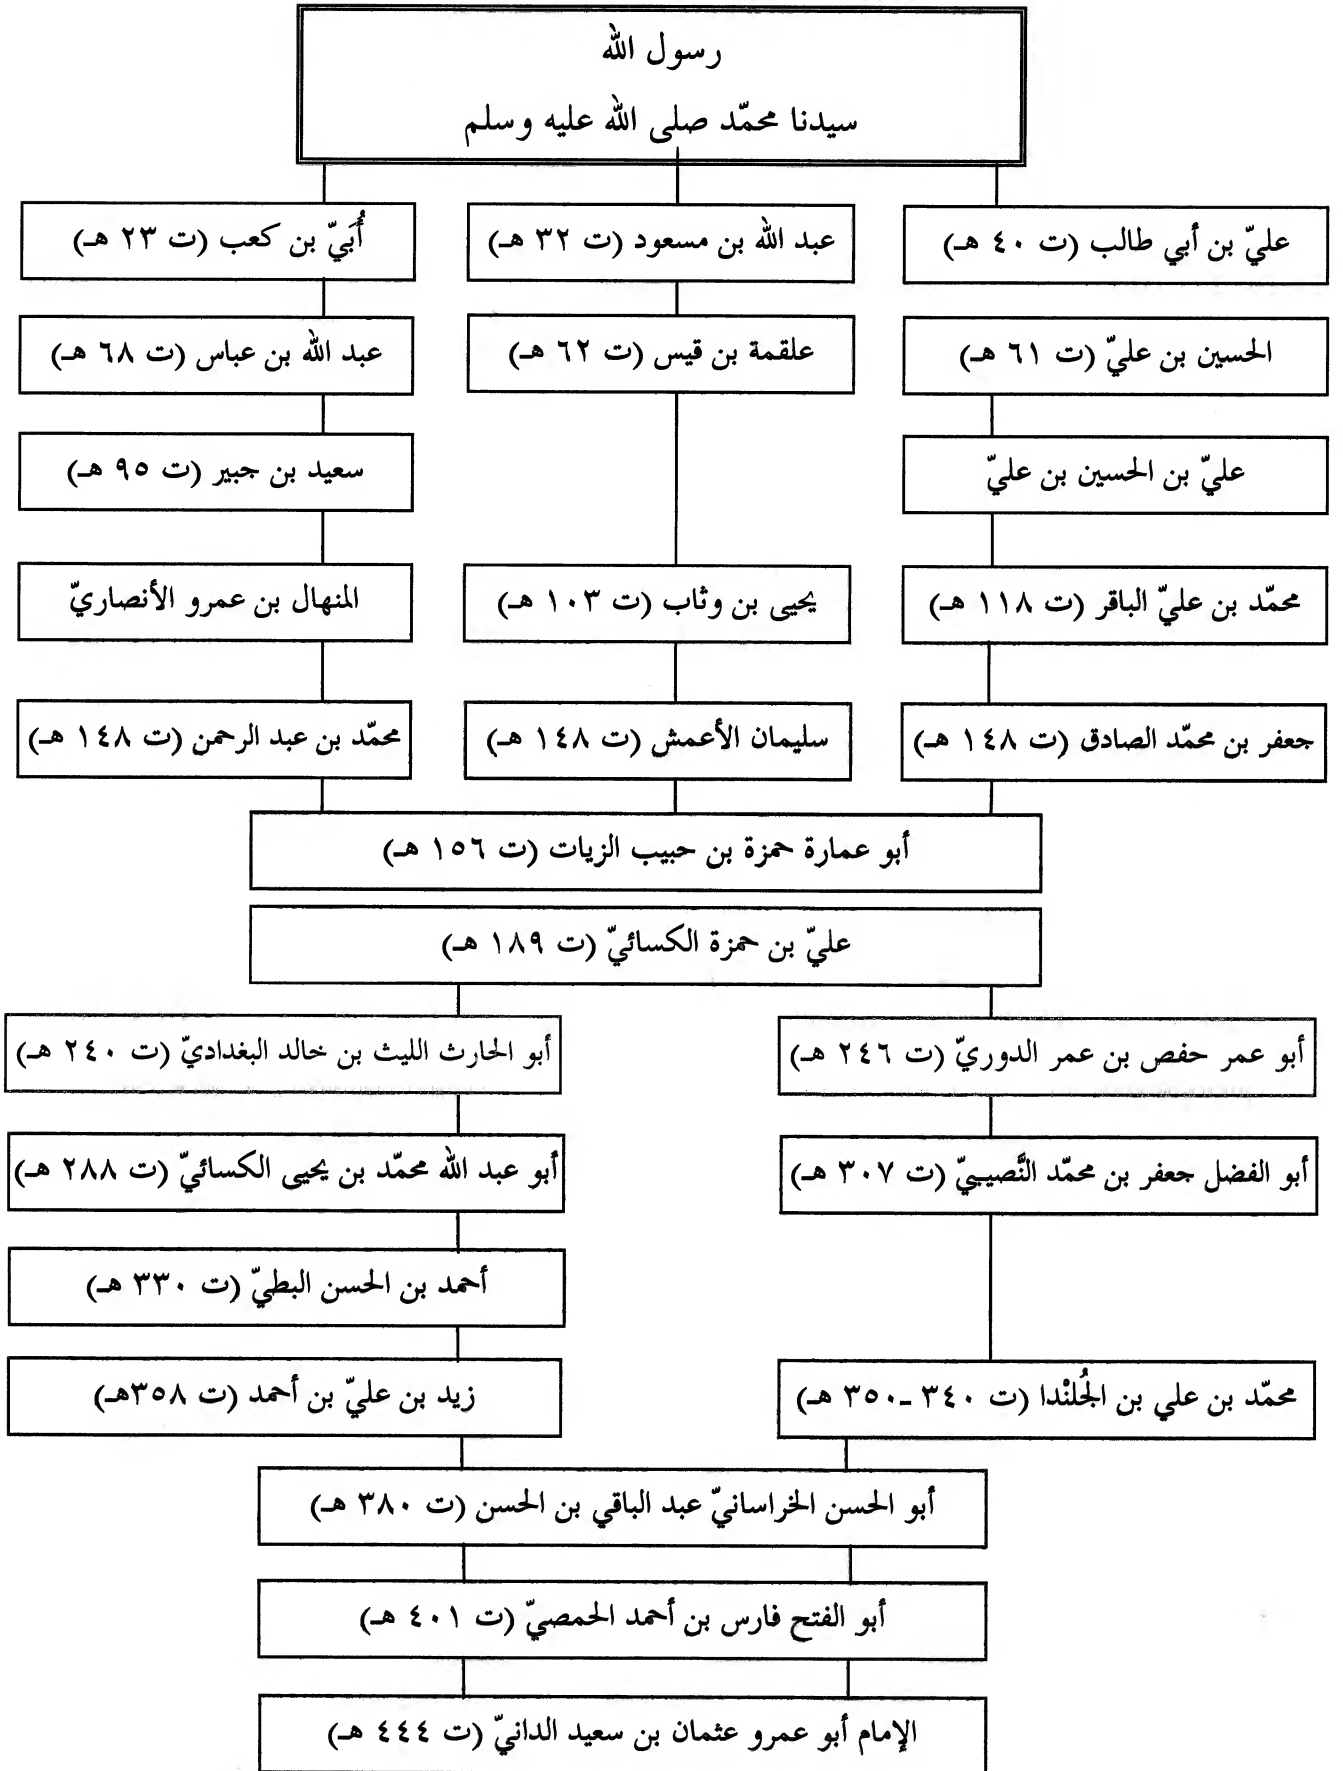 رسول الله
سيدنا محمّد صلى الله عليه وسلم
عليّ بن أبي طالب (ت ٤٠ هـ)
عبد الله بن مسعود (ت ٣٢ هـ)
أُبَيّ بن كعب (ت ٢٣ هـ)
الحسين بن عليّ (ت ٦١ هـ)
علقمة بن قيس (ت ٦٢ هـ)
عبد الله بن عباس (ت ٦٨ هـ)
عليّ بن الحسين بن عليّ
سعيد بن جبير (ت ٩٥ هـ)
محمّد بن عليّ الباقر (ت ١١٨ هـ)
يحيى بن وثاب (ت ١٠٣ هـ)
المنهال بن عمرو الأنصاريّ
جعفر بن محمّد الصادق (ت ١٤٨ هـ)
سليمان الأعمش (ت ١٤٨ هـ)
محمّد بن عبد الرحمن (ت ١٤٨ هـ)
أبو عمارة حمزة بن حبيب الزيات (ت ١٥٦ هـ)
عليّ بن حمزة الكسائيّ (ت ١٨٩ هـ)
أبو عمر حفص بن عمر الدوريّ (ت ٢٤٦ هـ)
أبو الحارث الليث بن خالد البغداديّ (ت ٢٤٠ هـ)
أبو الفضل جعفر بن محمّد النَّصيبيّ (ت ٣٠٧ هـ)
أبو عبد الله محمّد بن يحيى الكسائيّ (ت ٢٨٨ هـ)
أحمد بن الحسن البطيّ (ت ٣٣٠ هـ)
محمّد بن علي بن الجُلنْدا (ت ٣٤٠ ـ٣٥٠ هـ)
زيد بن عليّ بن أحمد (ت ٣٥٨هـ)
أبو الحسن الخراسانيّ عبد الباقي بن الحسن (ت ٣٨٠ هـ)
أبو الفتح فارس بن أحمد الحمصيّ (ت ٤٠١ هـ)
الإمام أبو عمرو عثمان بن سعيد الدانيّ (ت ٤٤٤ هـ)